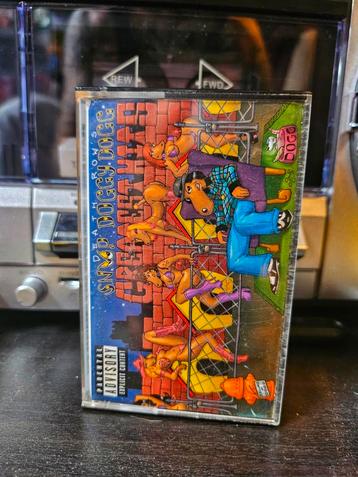 REW
FWD
DEATH ROW'S
SNOOP DOGGY DOGG
GREATEST HITS
PARENTAL
ADVISORY
EXPLICIT CONTENT